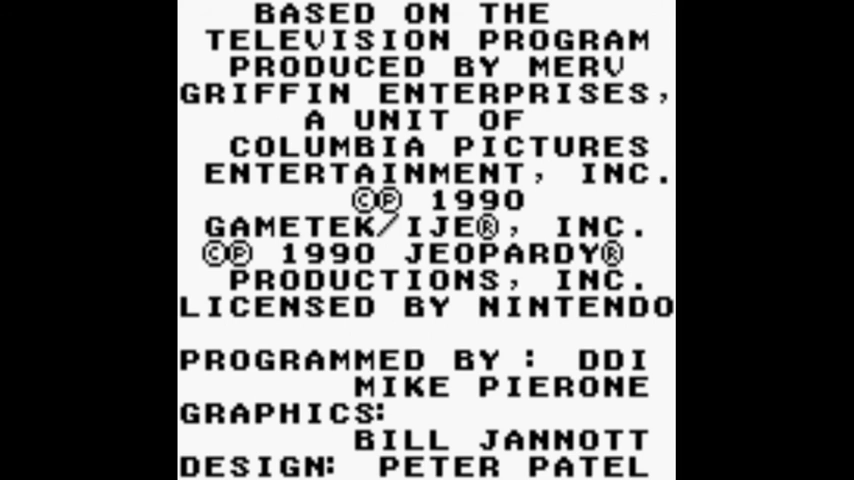 BASED ON THE
TELEVISION PROGRAM
PRODUCED BY MERV
GRIFFIN ENTERPRISES,
A UNIT OF
COLUMBIA PICTURES
ENTERTAINMENT, INC.
©℗ 1990
GAMETEK/IJE®, INC.
©℗ 1990 JEOPARDY®
PRODUCTIONS, INC.
LICENSED BY NINTENDO
PROGRAMMED BY : DDI
MIKE PIERONE
GRAPHICS:
BILL JANNOTT
DESIGN: PETER PATEL